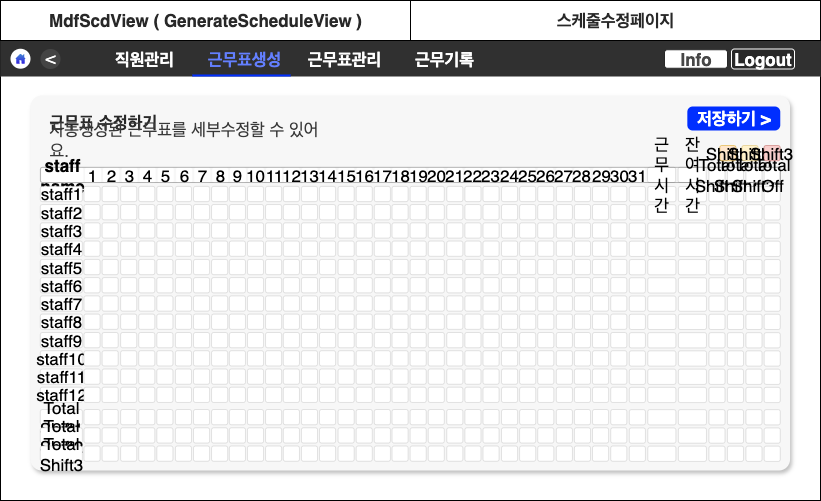 MdfScdView ( GenerateScheduleView ) 스케줄수정페이지
< 직원관리 근무표생성 근무표관리 근무기록 Info Logout
근무표 수정하기 저장하기 >
자동생성된 근무표를 세부수정할 수 있어
요.
staff name 1 2 3 4 5 6 7 8 9 10 11 12 13 14 15 16 17 18 19 20 21 22 23 24 25 26 27 28 29 30 31 근무시간 잔여시간 Total Shift Total Shift Total Off
Shift3
staff1
staff2
staff3
staff4
staff5
staff6
staff7
staff8
staff9
staff10
staff11
staff12
Total
Total
Total
Shift3